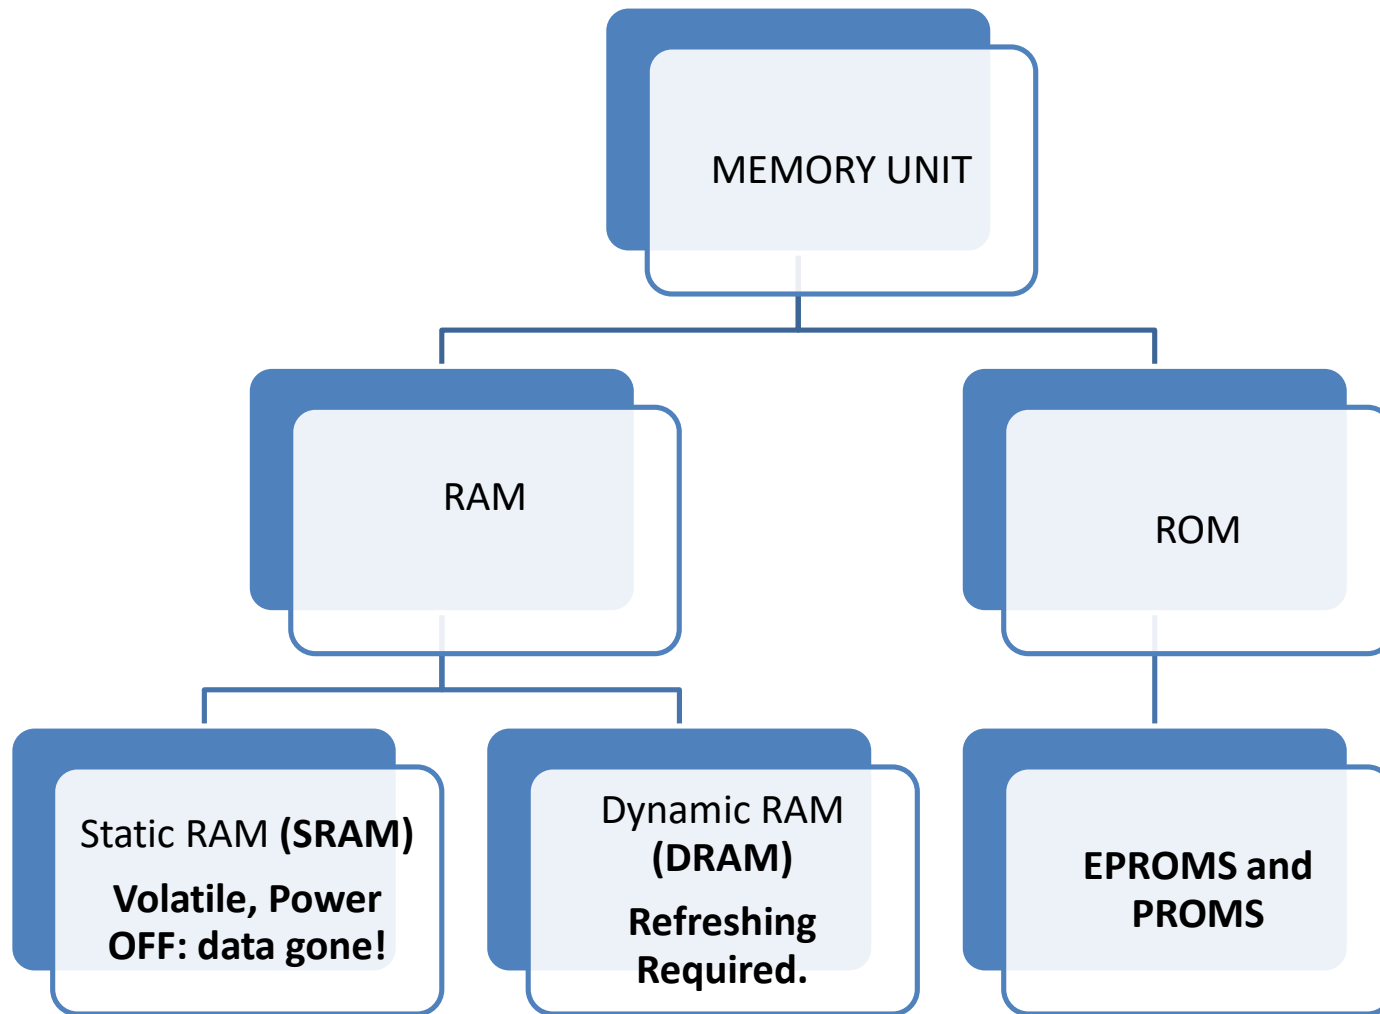 MEMORY UNIT
RAM
ROM
Static RAM (SRAM)
Volatile, Power
OFF: data gone!
Dynamic RAM
(DRAM)
Refreshing
Required.
EPROMS and
PROMS